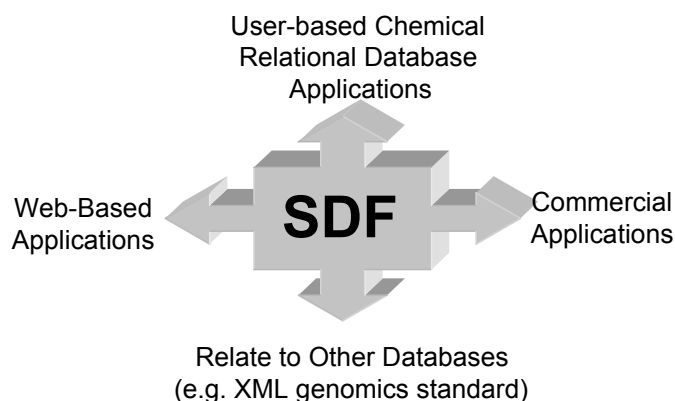 User-based Chemical
Relational Database
Applications
Web-Based
Applications
SDF
Commercial
Applications
Relate to Other Databases
(e.g. XML genomics standard)